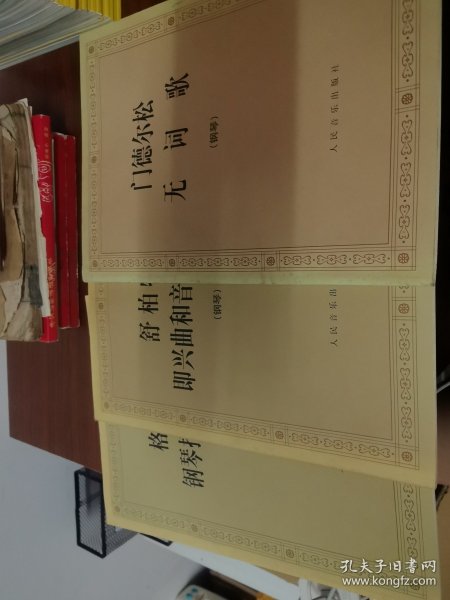 门德尔松
无词歌
(钢琴)
人民音乐出版社
舒柏
即兴曲和音
(钢琴)
人民音乐出
格
钢琴
孔夫子旧书网
www.kongfz.com